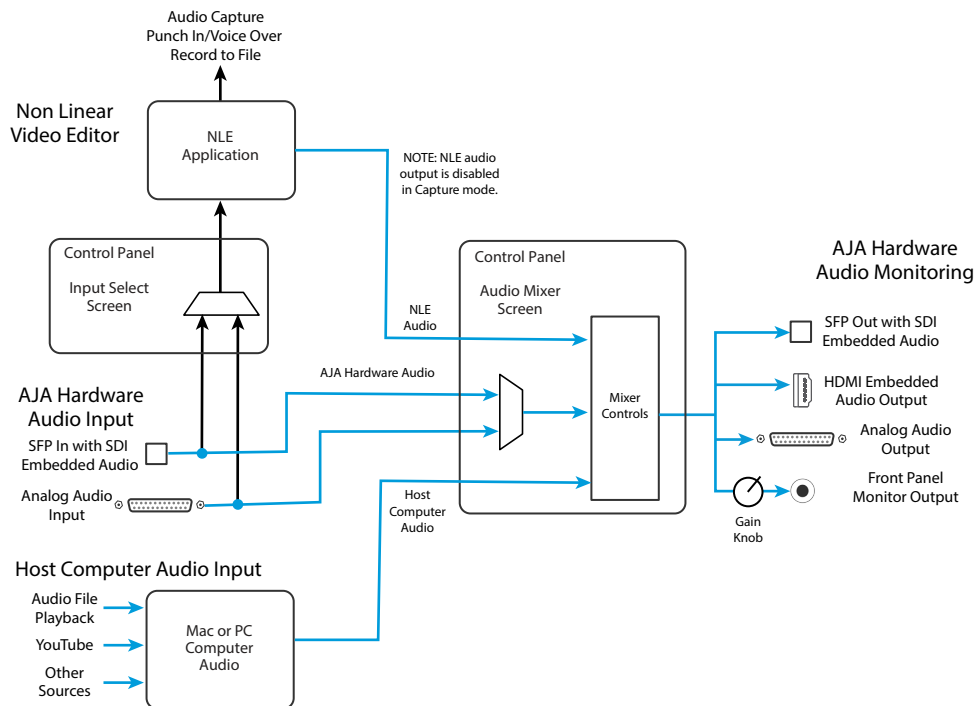 Audio Capture
Punch In/Voice Over
Record to File
Non Linear
Video Editor
NLE
Application
NOTE: NLE audio
output is disabled
in Capture mode.
Control Panel
Input Select
Screen
Control Panel
Audio Mixer
Screen
AJA Hardware
Audio Monitoring
NLE
Audio
SFP Out with SDI
Embedded Audio
AJA Hardware Audio
HDMI Embedded
Audio Output
Mixer
Controls
AJA Hardware
Audio Input
SFP In with SDI
Embedded Audio
Analog Audio
Output
Analog Audio
Input
Host
Computer
Audio
Front Panel
Monitor Output
Gain
Knob
Host Computer Audio Input
Audio File
Playback
YouTube
Other
Sources
Mac or PC
Computer
Audio